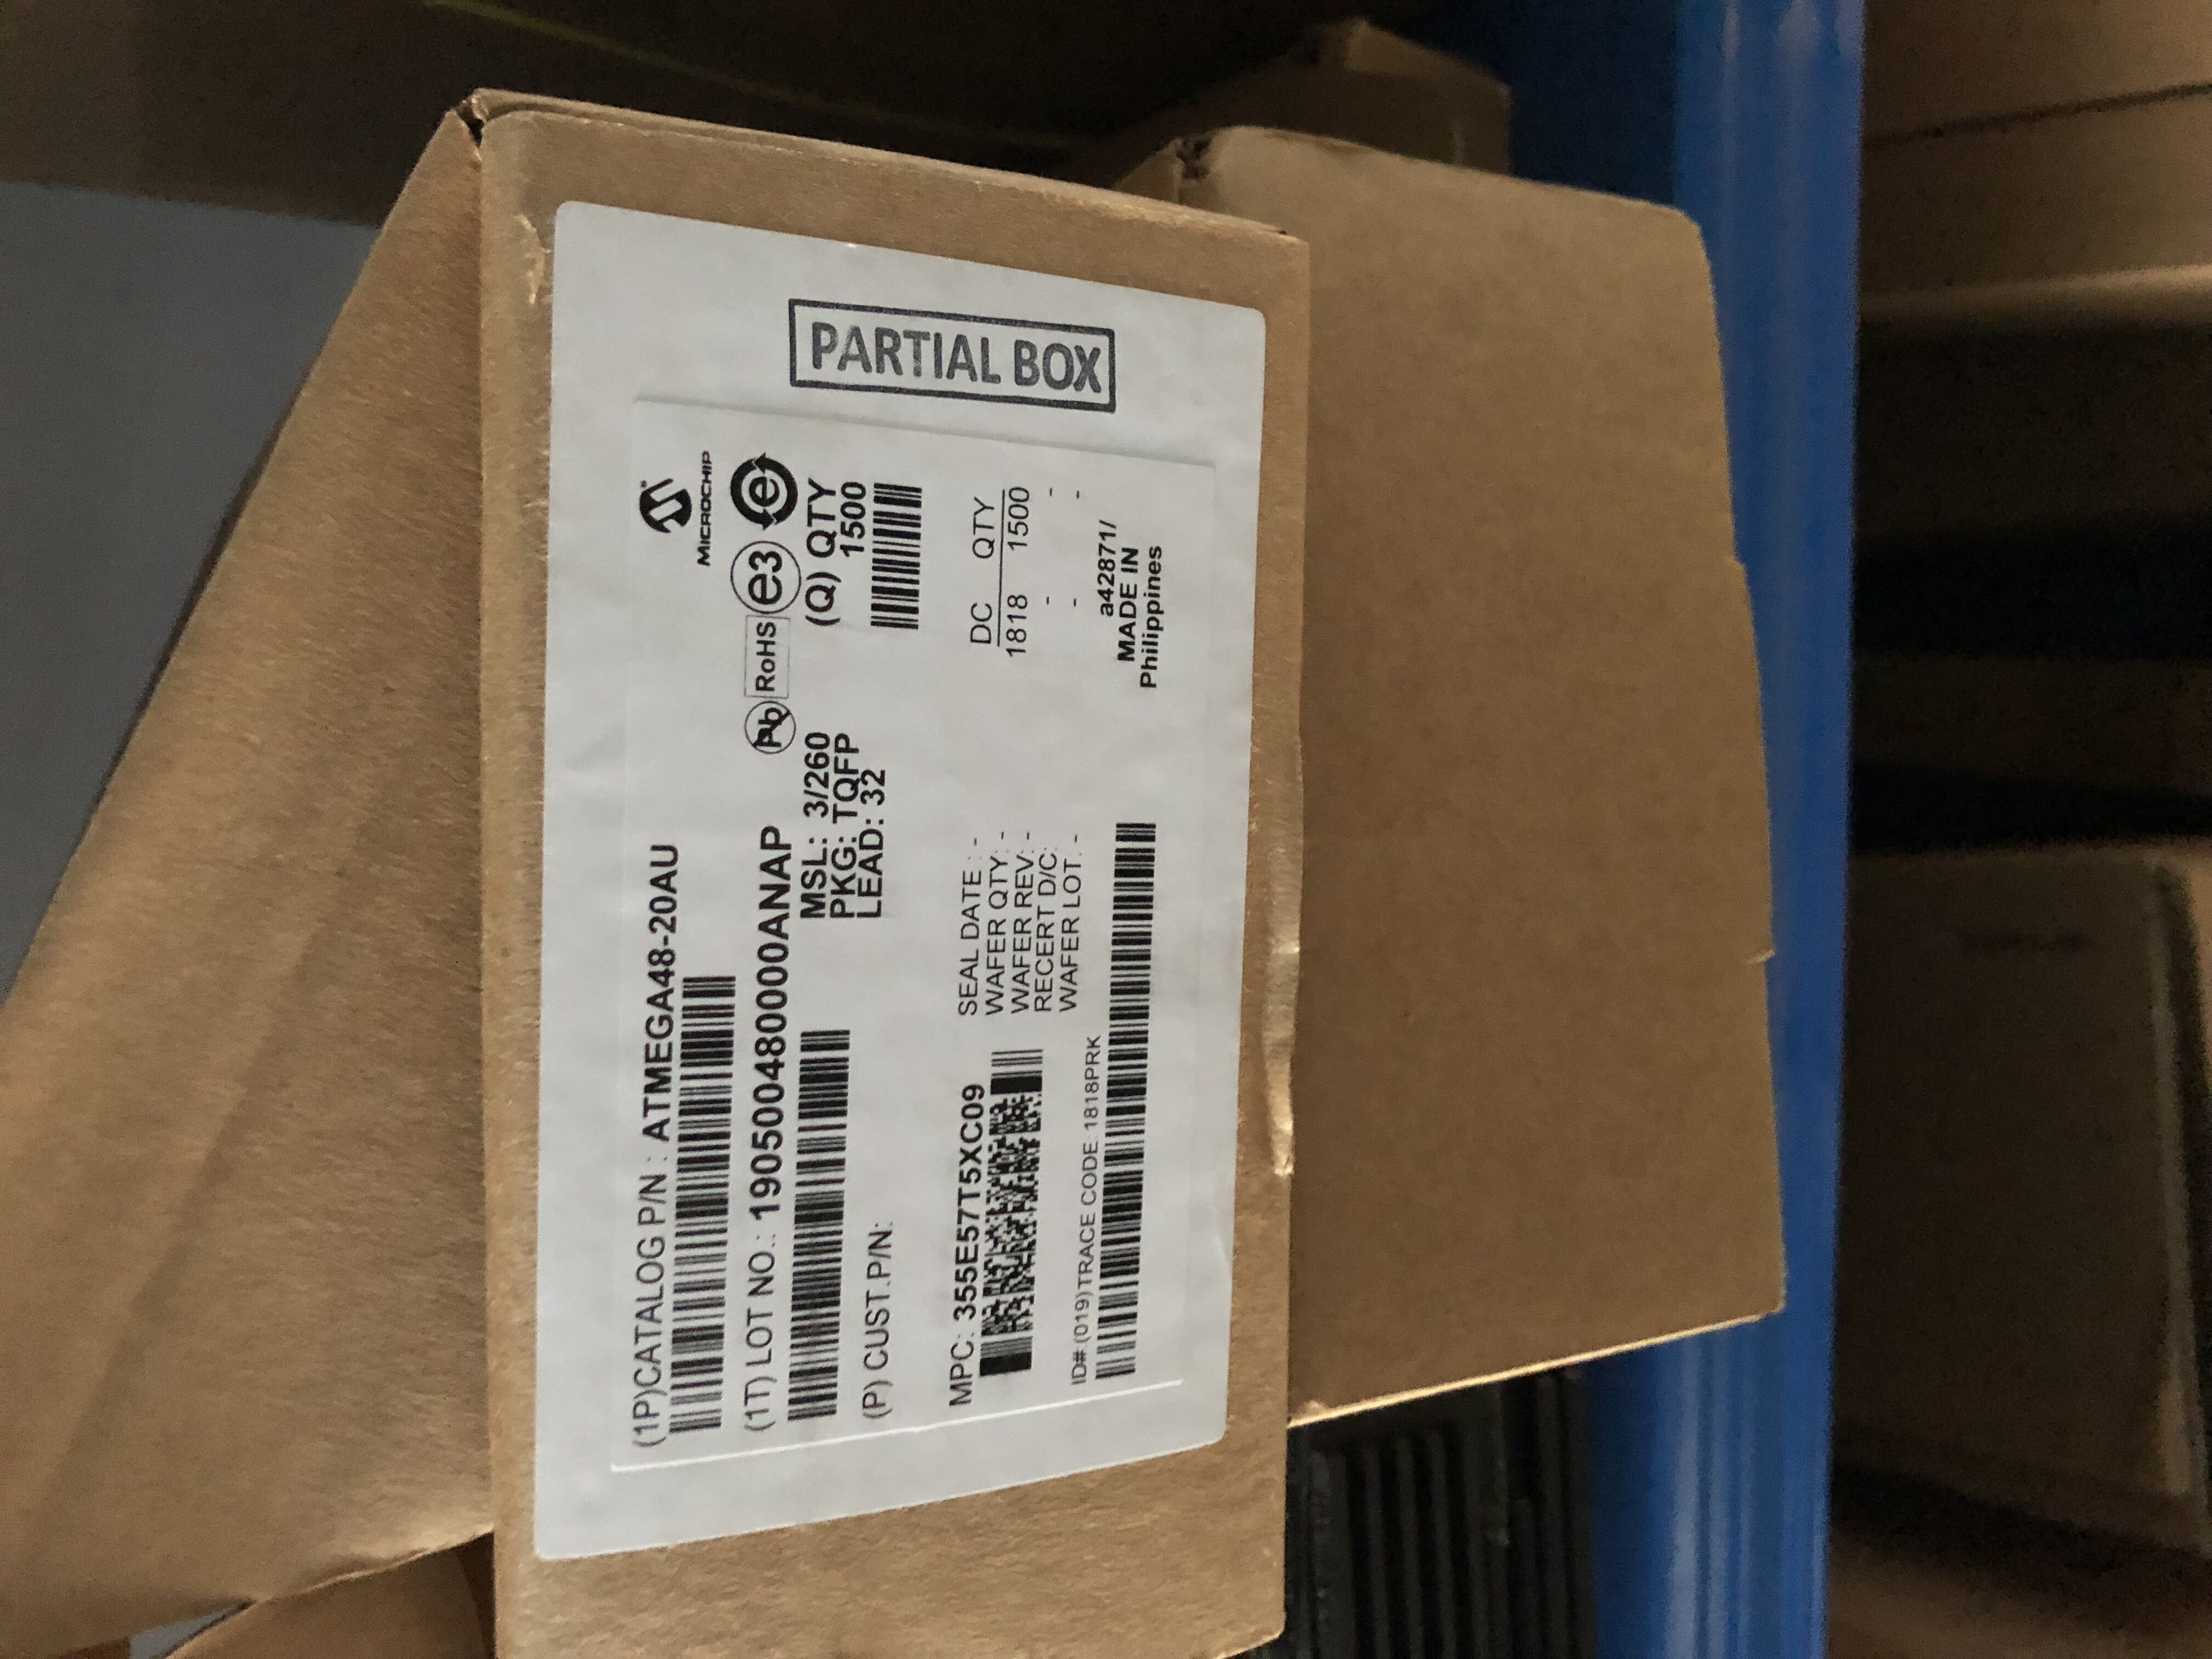 MICROCHIP
(1P)CATALOG P/N : ATMEGA48-20AU
Pb RoHS e3 e
(1T) LOT NO.: 190500480000ANAP
(Q) QTY
1500
MSL: 3/260
PKG: TQFP
LEAD: 32
(P) CUST.P/N:
MPC: 355E57T5XC09
SEAL DATE : -
WAFER QTY: -
WAFER REV: -
RECERT D/C:
WAFER LOT: -
DC QTY
1818 1500
- -
- -
ID#:(019) TRACE CODE 1818PRK
a42871/
MADE IN
Philippines
PARTIAL BOX